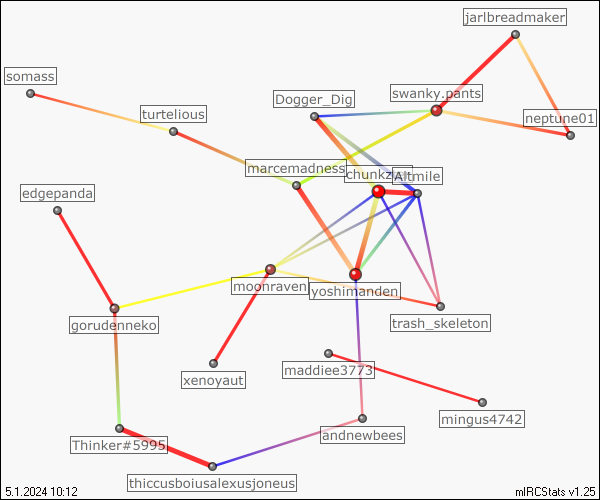 jarlbreadmaker
somass
swanky.pants
Dogger_Dig
turtelious
neptune01
marcemadness
Altmile
edgepanda
moonraven
yoshimanden
gorudenneko
trash_skeleton
maddiee3773
xenoyaut
mingus4742
andnewbees
Thinker#5995
thiccusboiusalexusjoneus
5.1.2024 10:12
mIRCStats v1.25